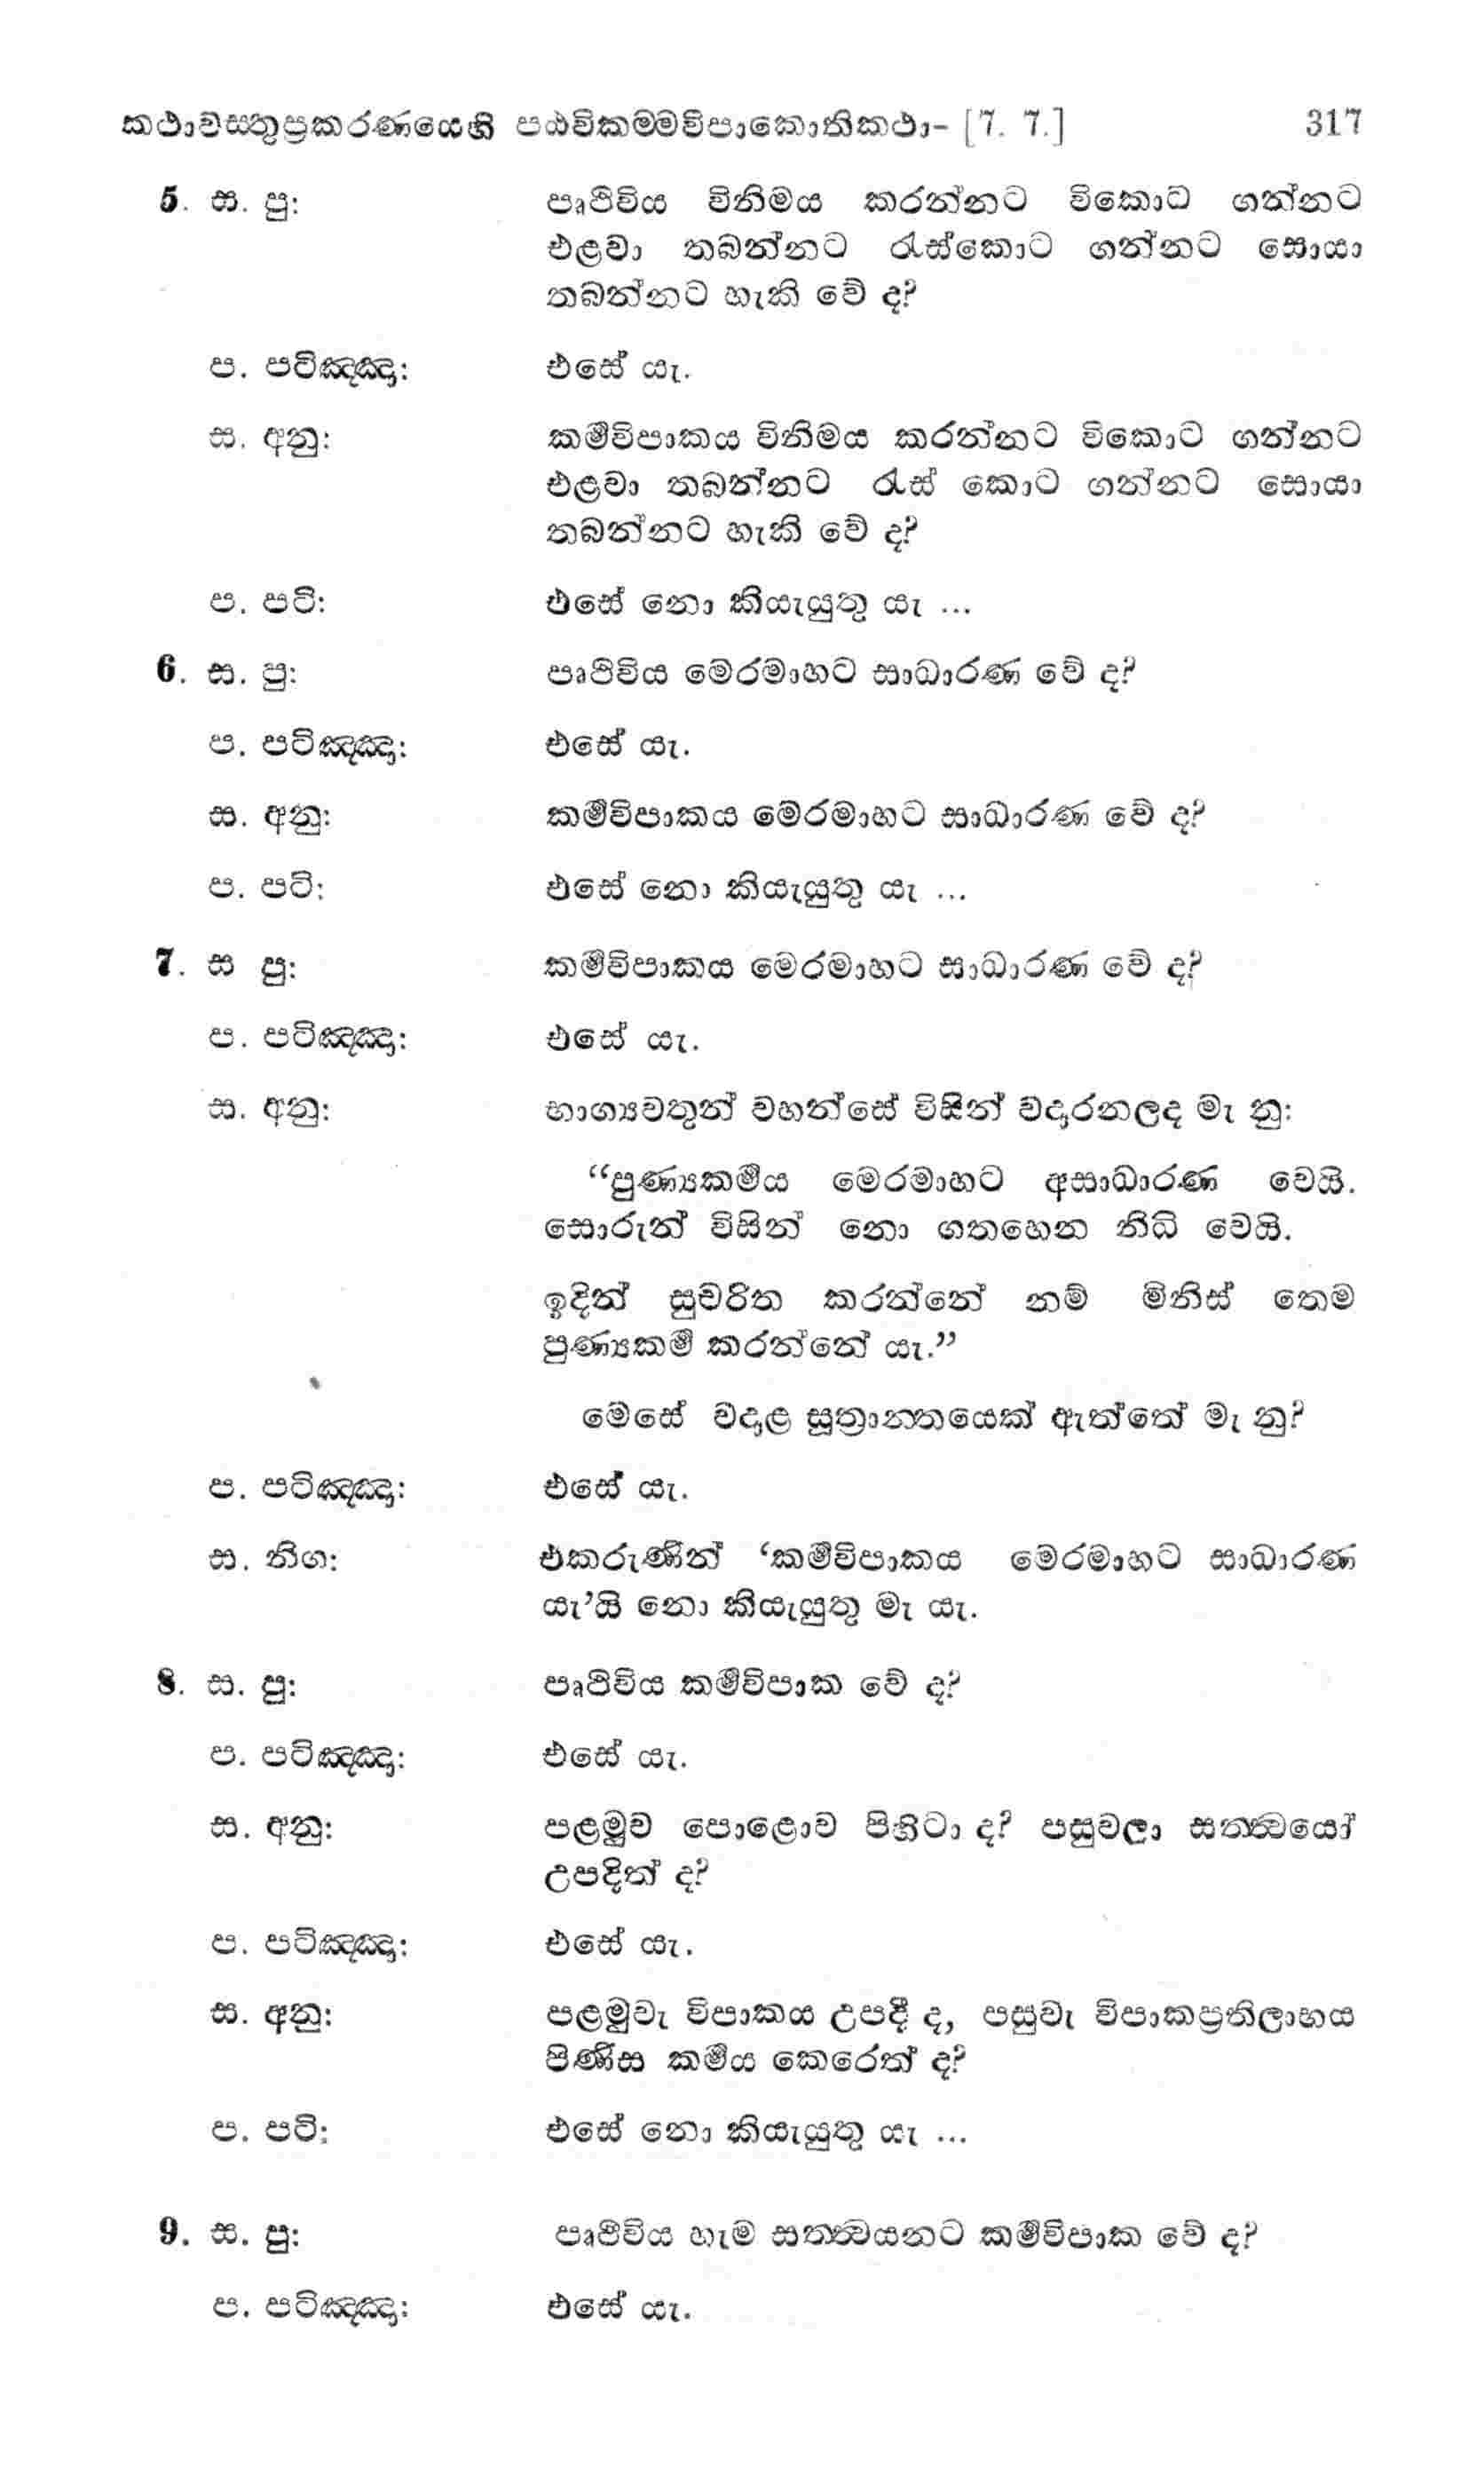 කථාවස්තුප්‍රකරණයෙහි පඨවිකම්මවිපාකොතිකථා- [7. 7.] 317
5. ස. පු: පෘථිවිය විනිමය කරන්නට විකොට ගන්නට
එළවා තබන්නට රැස්කොට ගන්නට සොයා
තබන්නට හැකි වේ ද?
ප. පටිඤ්ඤා: එසේ යැ.
ස. අනු: කර්මවිපාකය විනිමය කරන්නට විකොට ගන්නට
එළවා තබන්නට රැස් කොට ගන්නට සොයා
තබන්නට හැකි වේ ද?
ප. පටි: එසේ නො කියැයුතු යැ ...
6. ස. පු: පෘථිවිය මෙරමාහට සාධාරණ වේ ද?
ප. පටිඤ්ඤා: එසේ යැ.
ස. අනු: කර්මවිපාකය මෙරමාහට සාධාරණ වේ ද?
ප. පටි: එසේ නො කියැයුතු යැ ...
7. ස පු: කර්මවිපාකය මෙරමාහට සාධාරණ වේ ද?
ප. පටිඤ්ඤා: එසේ යැ.
ස. අනු: භාග්‍යවතුන් වහන්සේ විසින් වදාරනලද මැ නු:
“පුණ්‍යකර්මය මෙරමාහට අසාධාරණ වෙයි.
සොරුන් විසින් නො ගතහෙන නිධි වෙයි.
ඉදින් සුචරිත කරන්නේ නම් මිනිස් තෙම
පුණ්‍යකර්ම කරන්නේ යැ.”
මෙසේ වදාළ සූත්‍රාන්තයෙක් ඇත්තේ මැ නු?
ප. පටිඤ්ඤා: එසේ යැ.
ස. නිග: එකරුණින් ‘කර්මවිපාකය මෙරමාහට සාධාරණ
යැ’යි නො කියැයුතු මැ යැ.
8. ස. පු: පෘථිවිය කර්මවිපාක වේ ද?
ප. පටිඤ්ඤා: එසේ යැ.
ස. අනු: පළමුව පොළොව පිහිටා ද? පසුවලා සත්ත්වයෝ
උපදිත් ද?
ප. පටිඤ්ඤා: එසේ යැ.
ස. අනු: පළමුවැ විපාකය උපදී ද, පසුවැ විපාකප්‍රතිලාභය
පිණිස කර්මය කෙරෙත් ද?
ප. පටි: එසේ නො කියැයුතු යැ ...
9. ස. පු: පෘථිවිය හැම සත්ත්වයනට කර්මවිපාක වේ ද?
ප. පටිඤ්ඤා: එසේ යැ.